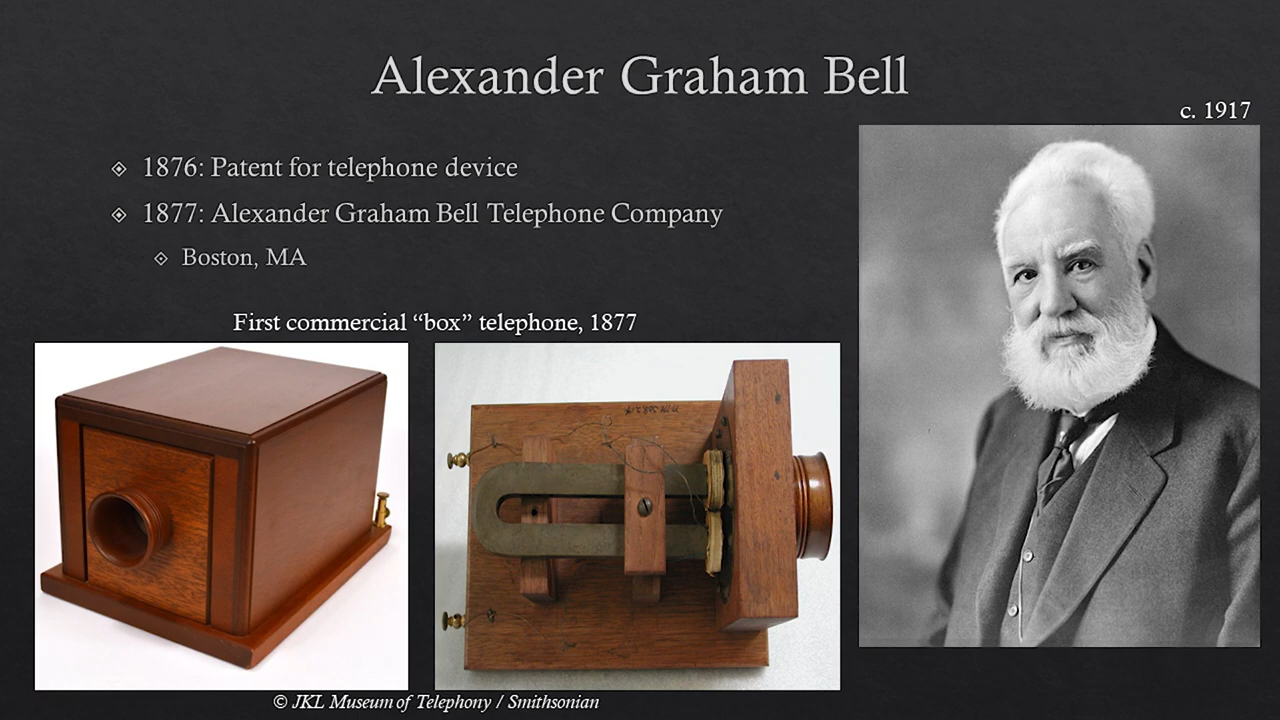 Alexander Graham Bell
c. 1917
1876: Patent for telephone device
1877: Alexander Graham Bell Telephone Company
Boston, MA
First commercial “box” telephone, 1877
© JKL Museum of Telephony / Smithsonian